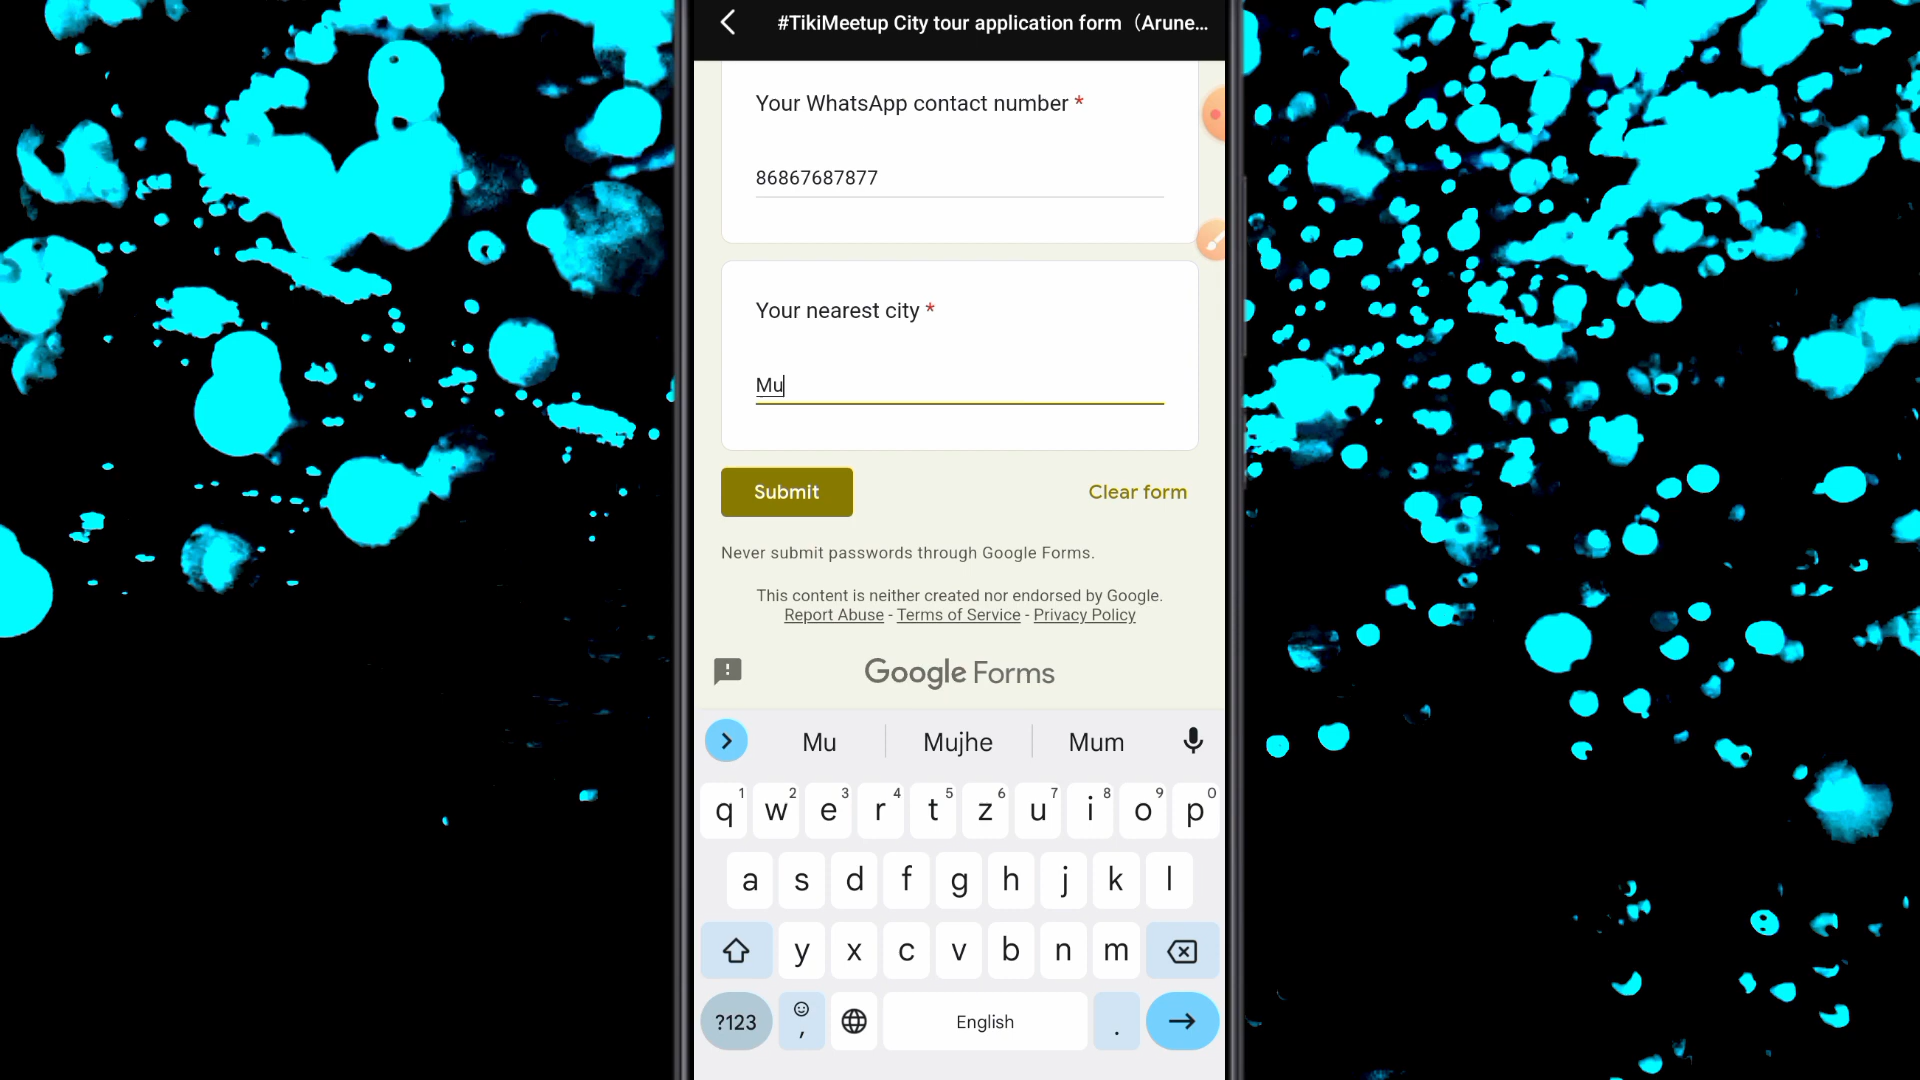 #TikiMeetup City tour application form（Arune...
Your WhatsApp contact number *
86867687877
Your nearest city *
Mu
Submit Clear form
Never submit passwords through Google Forms.
This content is neither created nor endorsed by Google.
Report Abuse - Terms of Service - Privacy Policy
Google Forms
Mu Mujhe Mum
1 2 3 4 5 6 7 8 9 0
q w e r t z u i o p
a s d f g h j k l
y x c v b n m
?123 , English .